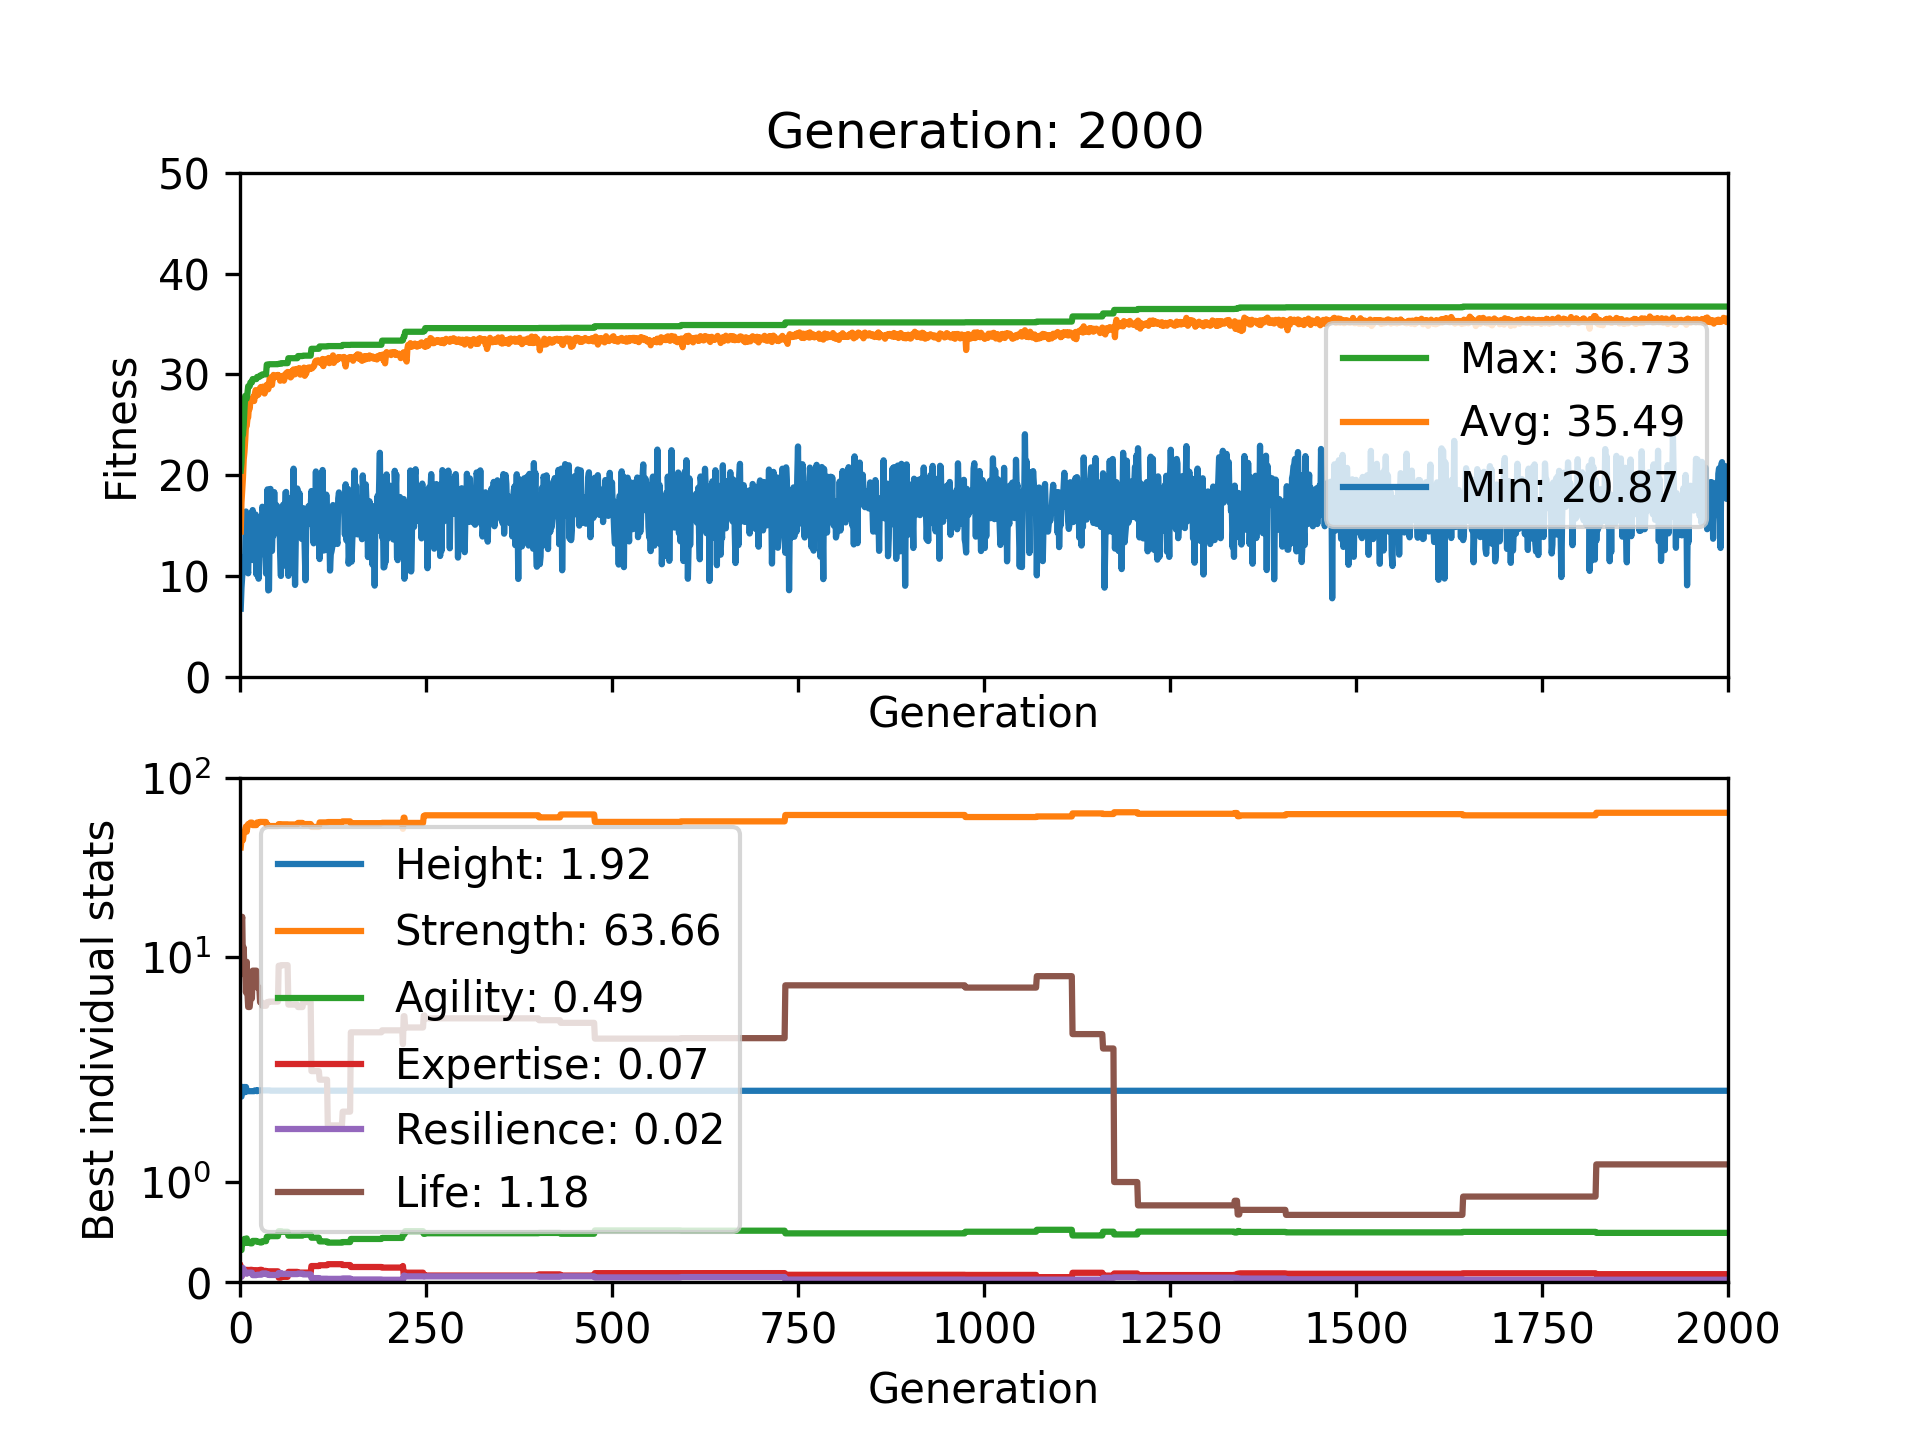 Generation: 2000
50
40
30
20
10
0
Fitness
Max: 36.73
Avg: 35.49
Min: 20.87
Generation
10²
10¹
10⁰
0
Best individual stats
Height: 1.92
Strength: 63.66
Agility: 0.49
Expertise: 0.07
Resilience: 0.02
Life: 1.18
0 250 500 750 1000 1250 1500 1750 2000
Generation